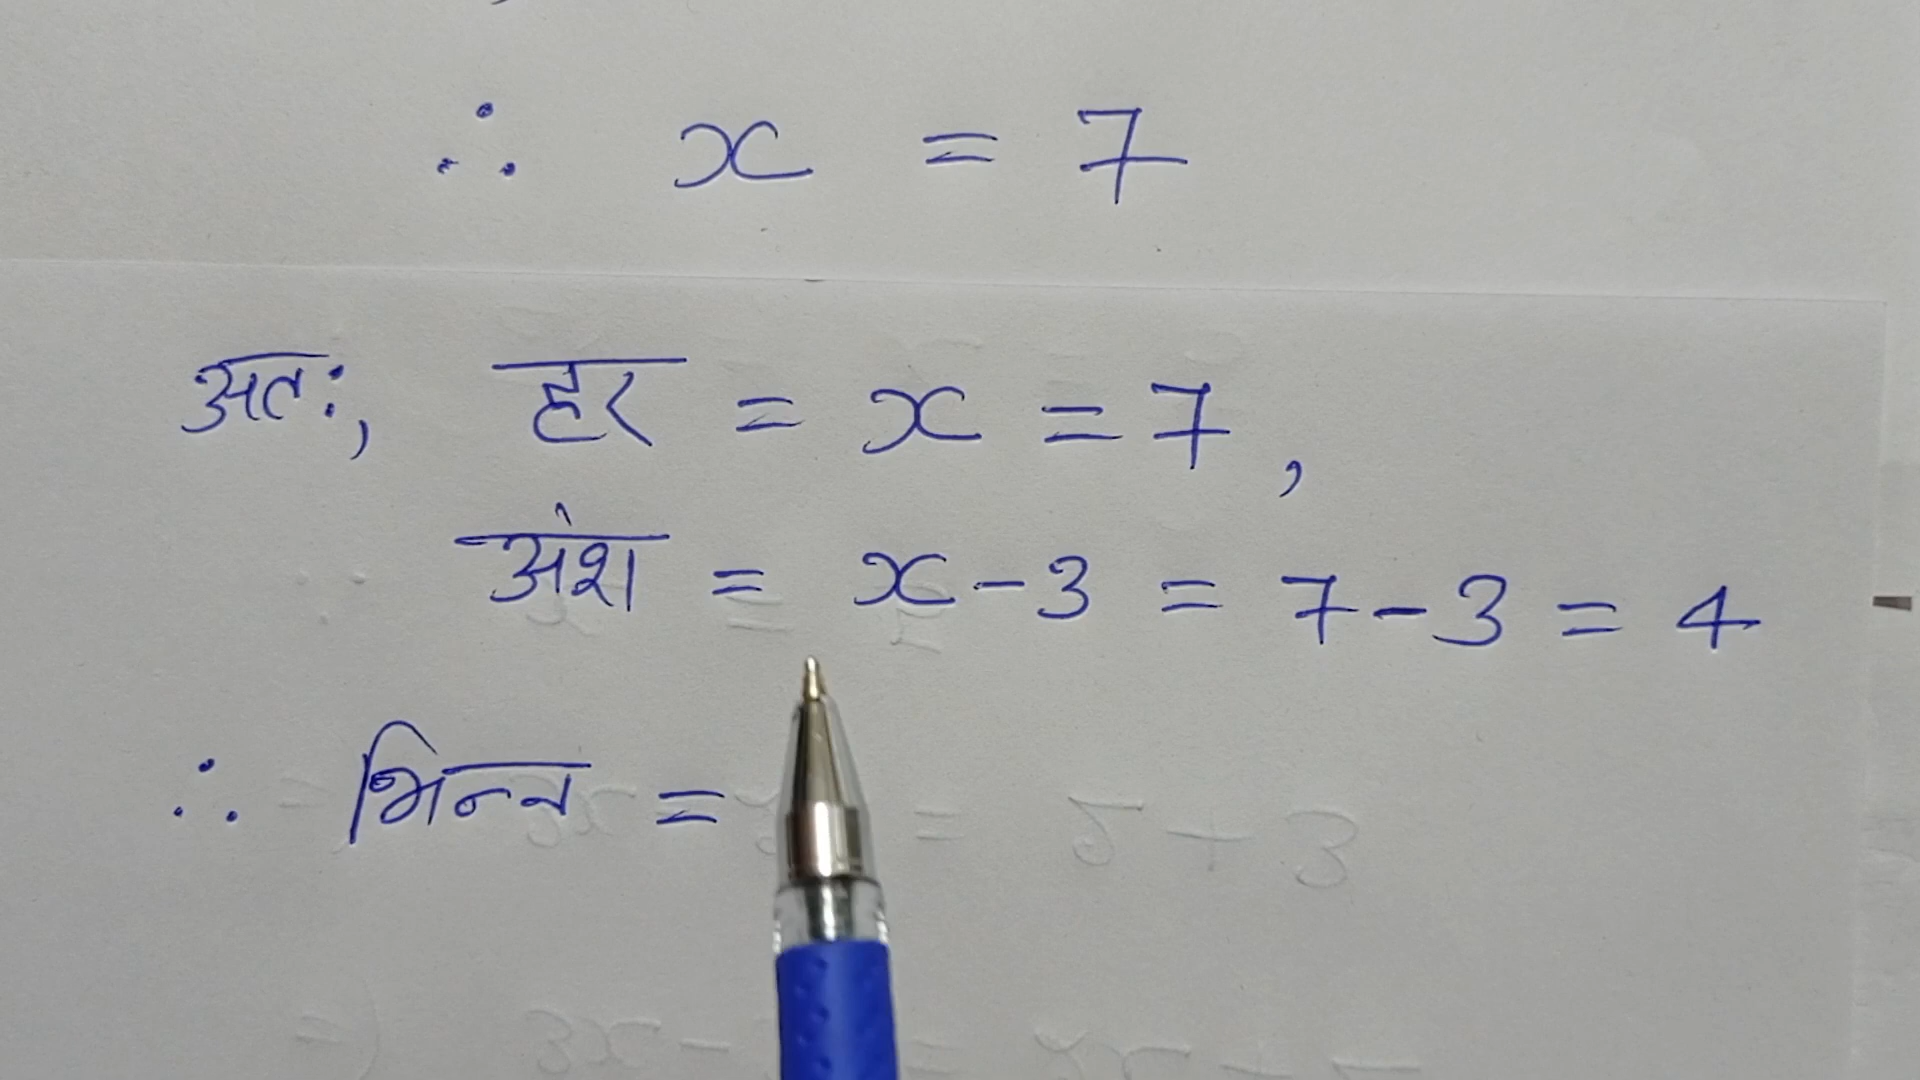 ∴ x = 7
अतः, हर = x = 7,
अंश = x - 3 = 7 - 3 = 4
∴ भिन्न =